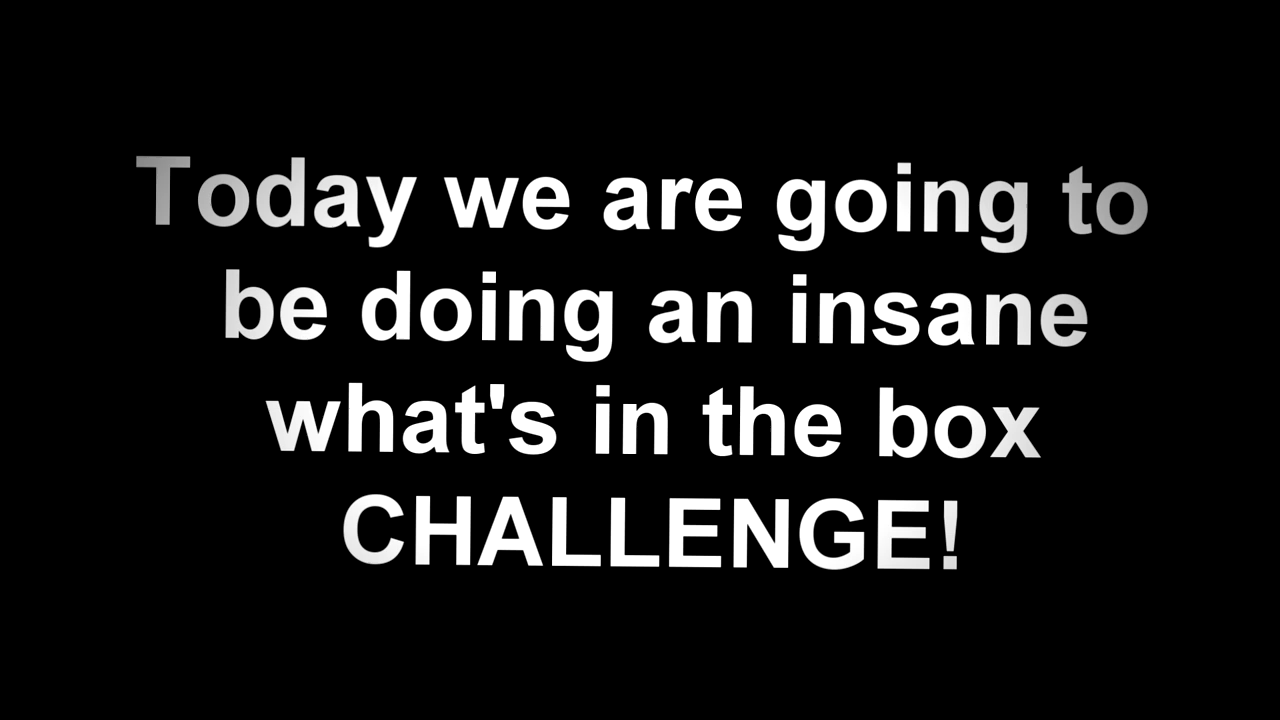 Today we are going to
be doing an insane
what's in the box
CHALLENGE!